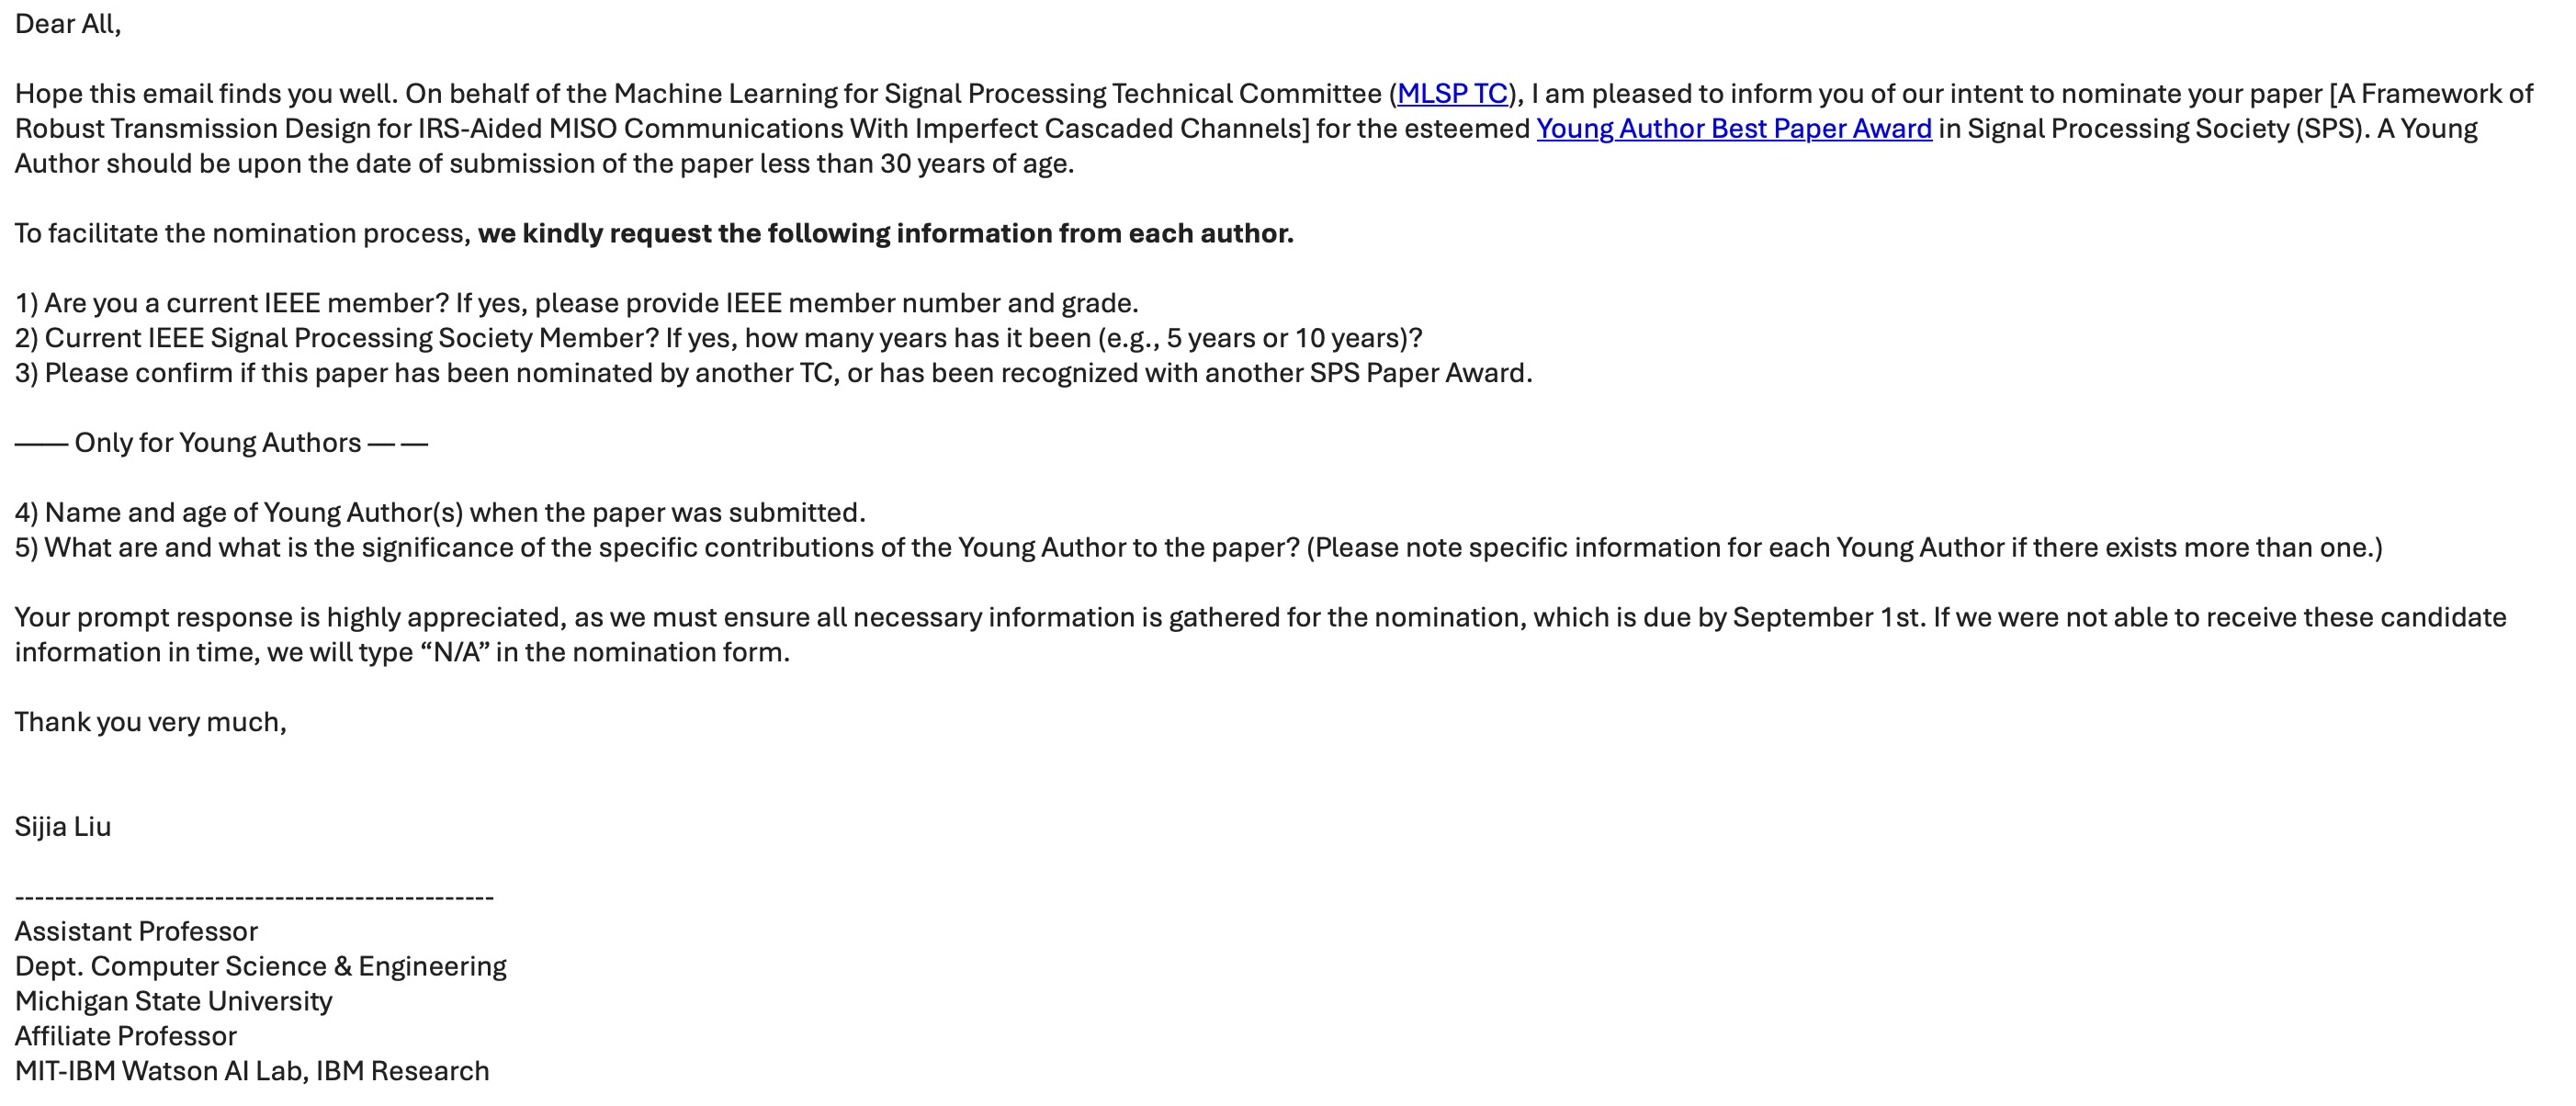 Dear All,
Hope this email finds you well. On behalf of the Machine Learning for Signal Processing Technical Committee (MLSP TC), I am pleased to inform you of our intent to nominate your paper [A Framework of
Robust Transmission Design for IRS-Aided MISO Communications With Imperfect Cascaded Channels] for the esteemed Young Author Best Paper Award in Signal Processing Society (SPS). A Young
Author should be upon the date of submission of the paper less than 30 years of age.
To facilitate the nomination process, we kindly request the following information from each author.
1) Are you a current IEEE member? If yes, please provide IEEE member number and grade.
2) Current IEEE Signal Processing Society Member? If yes, how many years has it been (e.g., 5 years or 10 years)?
3) Please confirm if this paper has been nominated by another TC, or has been recognized with another SPS Paper Award.
—— Only for Young Authors — —
4) Name and age of Young Author(s) when the paper was submitted.
5) What are and what is the significance of the specific contributions of the Young Author to the paper? (Please note specific information for each Young Author if there exists more than one.)
Your prompt response is highly appreciated, as we must ensure all necessary information is gathered for the nomination, which is due by September 1st. If we were not able to receive these candidate
information in time, we will type “N/A” in the nomination form.
Thank you very much,
Sijia Liu
------------------------------------------------
Assistant Professor
Dept. Computer Science & Engineering
Michigan State University
Affiliate Professor
MIT-IBM Watson AI Lab, IBM Research